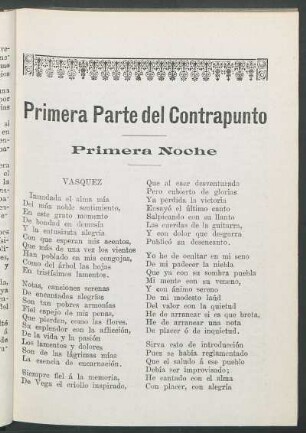 Primera Parte del Contrapunto
Primera Noche
VASQUEZ
Inundada el alma mía
Del más noble sentimiento,
En este grato momento
De bondad en demasía
Y la entusiasta alegría
Con que esperan mis acentos,
Que más de una vez los vientos
Han poblado en mis congojas,
Como del árbol las hojas
En tristísimos lamentos.
Notas, canciones serenas
De encantados alegrías
Son tan pobres armonías
Fiel espejo de mis penas,
Que pierden, como las flores,
Su esplendor con la aflicción,
De la vida y la pasión
Los lamentos y dolores
Son de las lágrimas mías
La esencia de encarnación.
Siempre fiel á la memoria,
De Vega el criollo inspirado,
Que al caer desventurado
Pero cubierto de glorias
Ya perdida la victoria
Ensayó el último canto
Salpicando con su llanto
Las cuerdas de la guitarra,
Y ese dolor que desgarra
Publicó su desencanto.
Yo he de omitar en mi seno
De mi padecer la niebla
Que ya con su sombra puebla
Mi mente son su veneno,
Y con ánimo sereno
De mi modesto laúd
Del valor con la quietud
He de arrancar si es que brota,
He de arrancar una nota
De placer ó de inquietud.
Sirva esto de introducción
Pues se había reglamentado
Que el saludo á ese pueblo
Debía ser improvisado;
He cantado con el alma
Con placer, con alegría